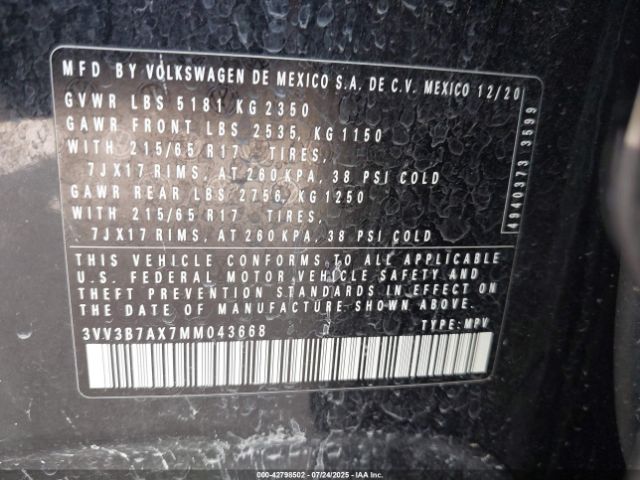 MFD BY VOLKSWAGEN DE MEXICO S.A. DE C.V. MEXICO 12/20
GVWR LBS 5181 KG 2350
GAWR FRONT LBS 2535, KG 1150
WITH 215/65 R17 TIRES,
7JX17 RIMS, AT 260 KPA, 38 PSI COLD
GAWR REAR LBS 2756, KG 1250
WITH 215/65 R17 TIRES,
7JX17 RIMS, AT 260 KPA, 38 PSI COLD
THIS VEHICLE CONFORMS TO ALL APPLICABLE
U.S. FEDERAL MOTOR VEHICLE SAFETY AND
THEFT PREVENTION STANDARDS IN EFFECT ON
THE DATE OF MANUFACTURE SHOWN ABOVE.
3VV3B7AX7MM043668 TYPE: MPV
4940373 3599
000-42798502 - 07/24/2025 - IAAI.COM